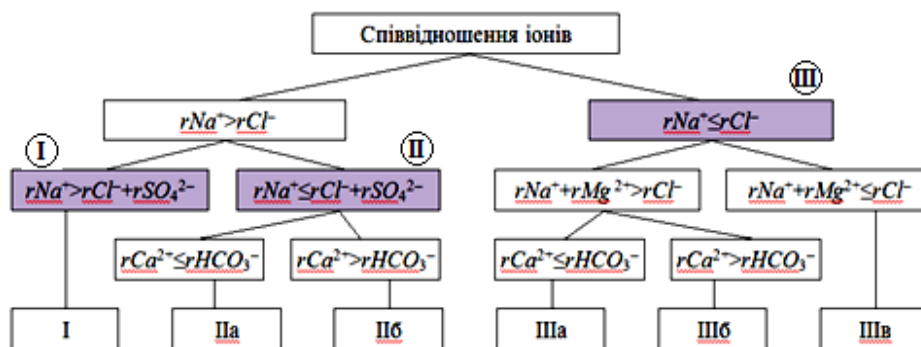 Співвідношення іонів
III
rNa⁺>rCl⁻
rNa⁺≤rCl⁻
I
II
rNa⁺>rCl⁻+rSO₄²⁻
rNa⁺≤rCl⁻+rSO₄²⁻
rNa⁺+rMg²⁺>rCl⁻
rNa⁺+rMg²⁺≤rCl⁻
rCa²⁺≤rHCO₃⁻
rCa²⁺>rHCO₃⁻
rCa²⁺≤rHCO₃⁻
rCa²⁺>rHCO₃⁻
I
IIа
IIб
IIIа
IIIб
IIIв